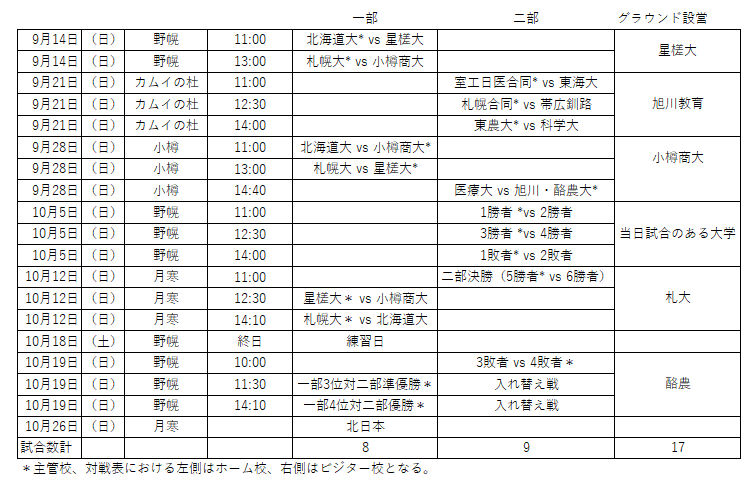 一部 二部 グラウンド設営
9月14日 （日） 野幌 11:00 北海道大* vs 星槎大 星槎大
9月14日 （日） 野幌 13:00 札幌大* vs 小樽商大
9月21日 （日） カムイの杜 11:00 室工日医合同* vs 東海大 旭川教育
9月21日 （日） カムイの杜 12:30 札幌合同* vs 帯広釧路
9月21日 （日） カムイの杜 14:00 東農大* vs 科学大
9月28日 （日） 小樽 11:00 北海道大 vs 小樽商大* 小樽商大
9月28日 （日） 小樽 13:00 札幌大 vs 星槎大*
9月28日 （日） 小樽 14:40 医療大 vs 旭川・酪農大*
10月5日 （日） 野幌 11:00 1勝者 *vs 2勝者 当日試合のある大学
10月5日 （日） 野幌 12:30 3勝者 *vs 4勝者
10月5日 （日） 野幌 14:00 1敗者 *vs 2敗者
10月12日 （日） 月寒 11:00 二部決勝（5勝者* vs 6勝者） 札大
10月12日 （日） 月寒 12:30 星槎大＊ vs 小樽商大
10月12日 （日） 月寒 14:10 札幌大＊ vs 北海道大
10月18日 （土） 野幌 終日 練習日
10月19日 （日） 野幌 10:00 3敗者 vs 4敗者＊ 酪農
10月19日 （日） 野幌 11:30 一部3位対二部準優勝＊ 入れ替え戦
10月19日 （日） 野幌 14:10 一部4位対二部優勝＊ 入れ替え戦
10月26日 （日） 月寒 北日本
試合数計 8 9 17
＊主管校、対戦表における左側はホーム校、右側はビジター校となる。